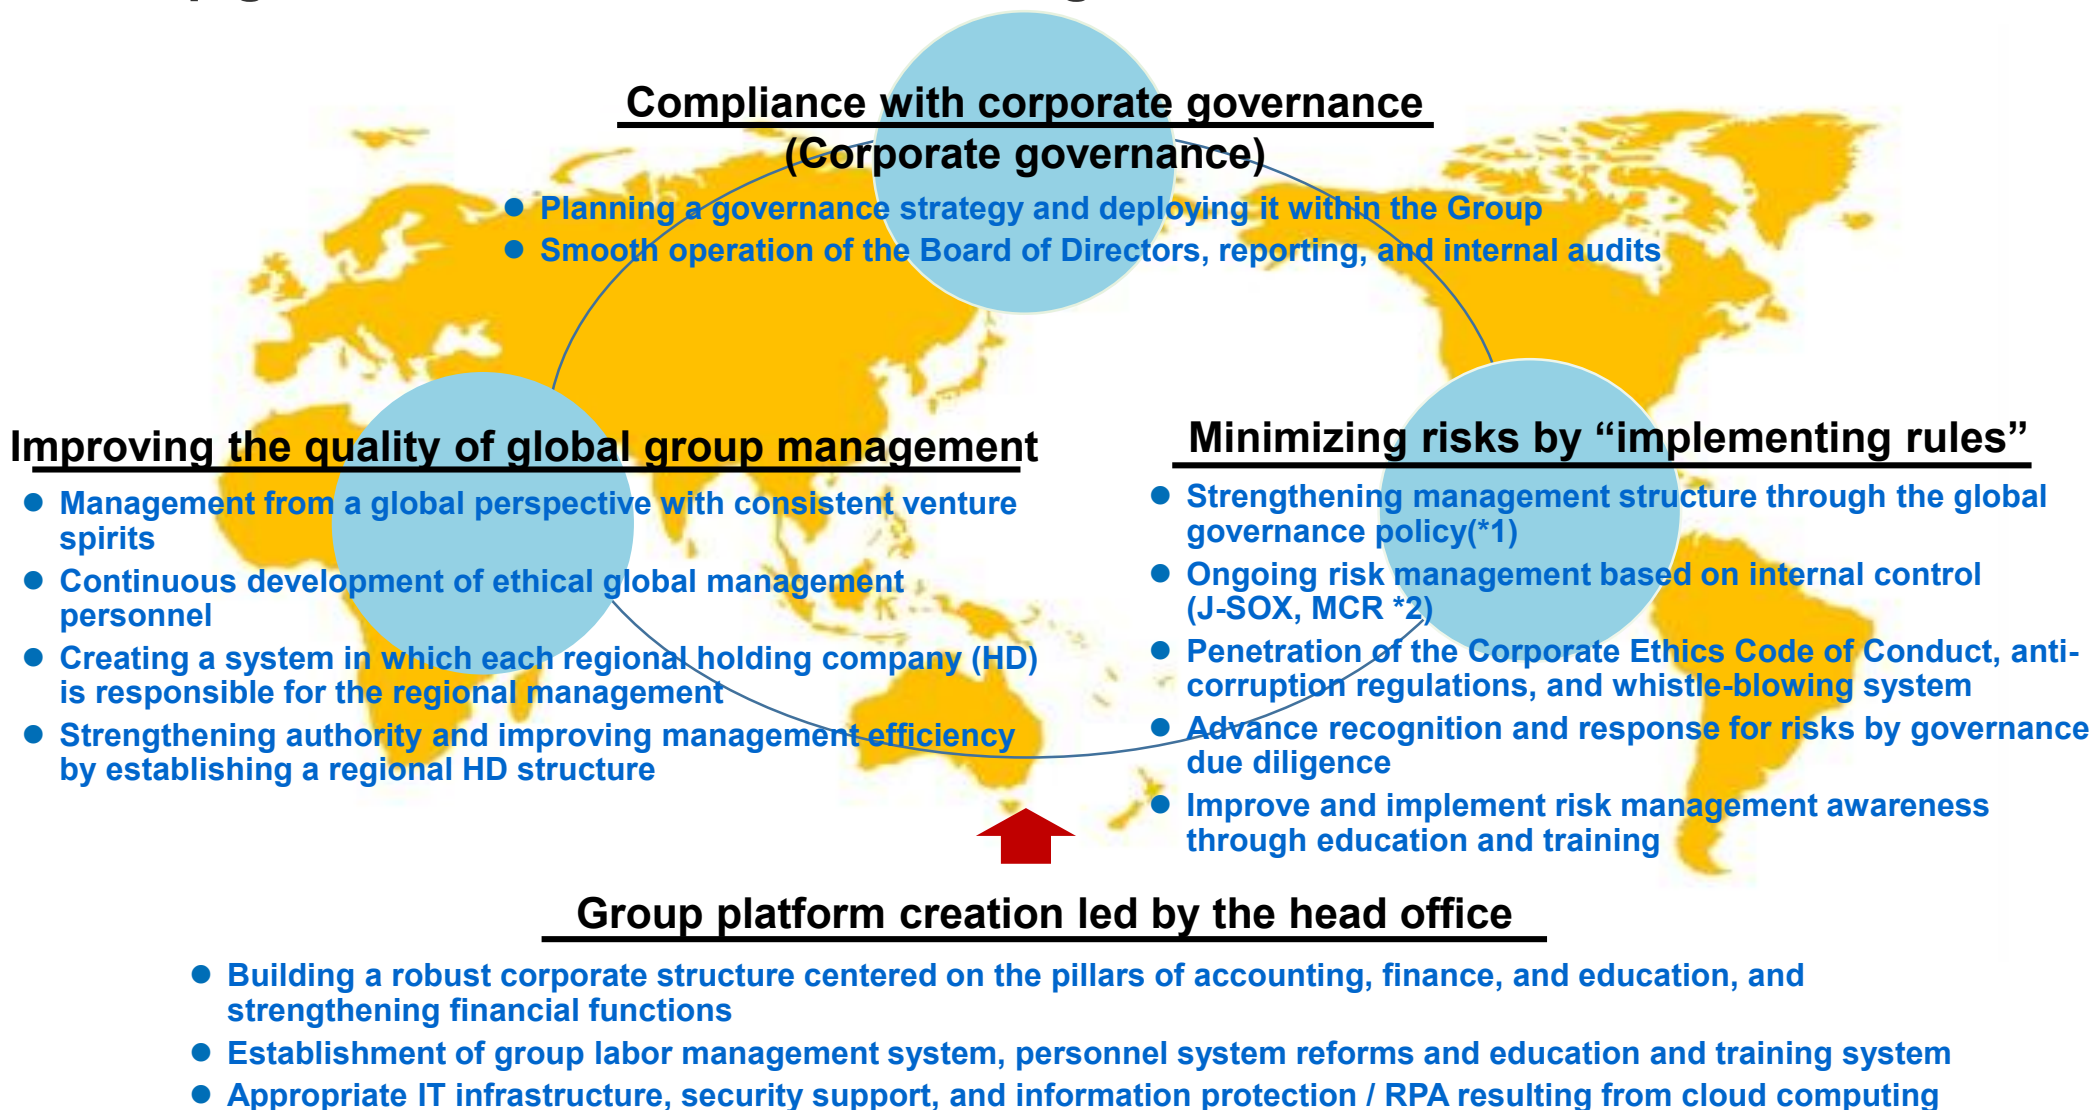 Compliance with corporate governance
(Corporate governance)
● Planning a governance strategy and deploying it within the Group
● Smooth operation of the Board of Directors, reporting, and internal audits
Improving the quality of global group management
● Management from a global perspective with consistent venture
spirits
● Continuous development of ethical global management
personnel
● Creating a system in which each regional holding company (HD)
is responsible for the regional management
● Strengthening authority and improving management efficiency
by establishing a regional HD structure
Minimizing risks by “implementing rules”
● Strengthening management structure through the global
governance policy(*1)
● Ongoing risk management based on internal control
(J-SOX, MCR *2)
● Penetration of the Corporate Ethics Code of Conduct, anti-
corruption regulations, and whistle-blowing system
● Advance recognition and response for risks by governance
due diligence
● Improve and implement risk management awareness
through education and training
Group platform creation led by the head office
● Building a robust corporate structure centered on the pillars of accounting, finance, and education, and
strengthening financial functions
● Establishment of group labor management system, personnel system reforms and education and training system
● Appropriate IT infrastructure, security support, and information protection / RPA resulting from cloud computing